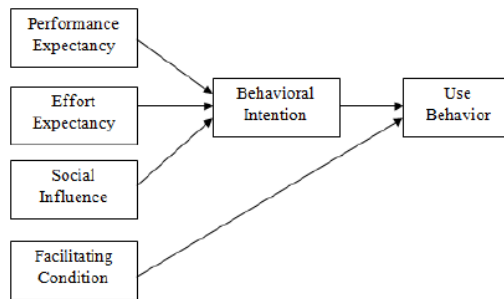 Performance
Expectancy
Effort
Expectancy
Behavioral
Intention
Use
Behavior
Social
Influence
Facilitating
Condition